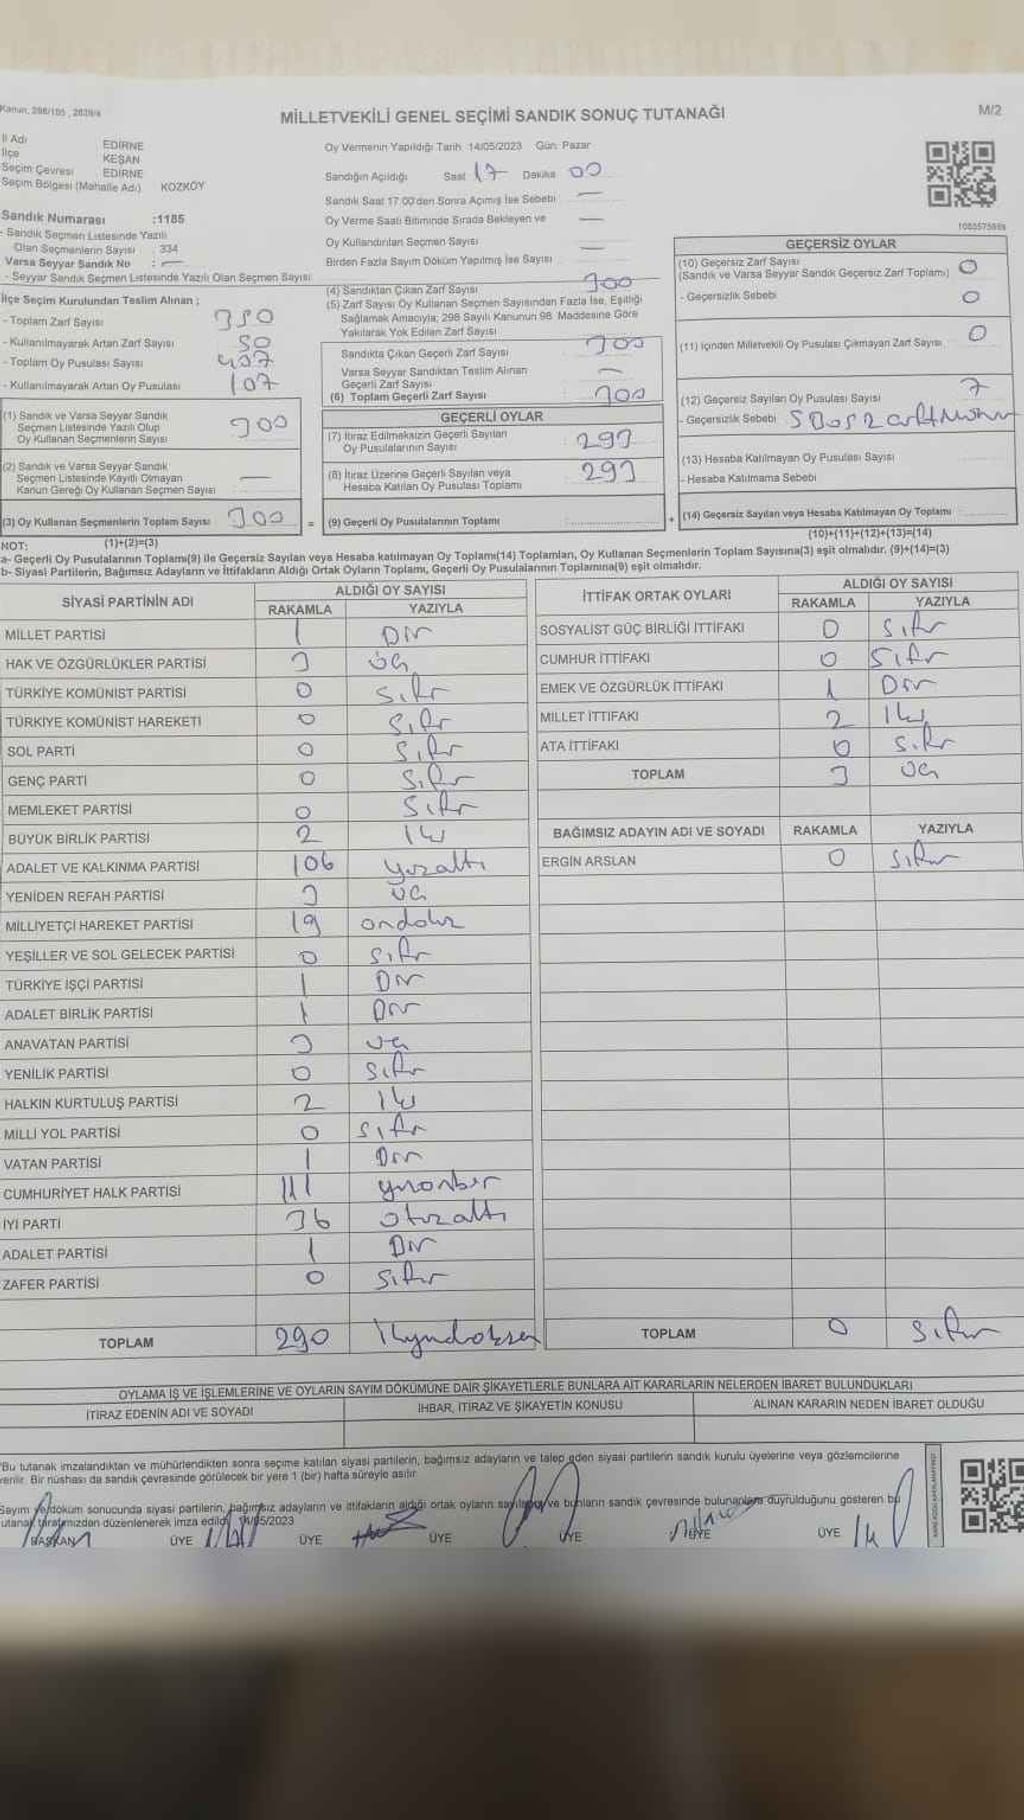 Kanun, 298/105 , 2839/4
MİLLETVEKİLİ GENEL SEÇİMİ SANDIK SONUÇ TUTANAĞI
M/2
İl Adı EDİRNE
İlçe KEŞAN
Seçim Çevresi EDİRNE
Seçim Bölgesi (Mahalle Adı) KOZKÖY
Sandık Numarası :1185
- Sandık Seçmen Listesinde Yazılı
Olan Seçmenlerin Sayısı : 334
Varsa Seyyar Sandık No : —
- Seyyar Sandık Seçmen Listesinde Yazılı Olan Seçmen Sayısı
Oy Vermenin Yapıldığı Tarih: 14/05/2023 Gün: Pazar
Sandığın Açıldığı Saat 17 Dakika 00
Sandık Saat 17:00'den Sonra Açımış İse Sebebi —
Oy Verme Saati Bitiminde Sırada Bekleyen ve —
Oy Kullandırılan Seçmen Sayısı
Birden Fazla Sayım Döküm Yapılmış İse Sayısı —
İlçe Seçim Kurulundan Teslim Alınan ;
- Toplam Zarf Sayısı 350
- Kullanılmayarak Artan Zarf Sayısı 50
- Toplam Oy Pusulası Sayısı 407
- Kullanılmayarak Artan Oy Pusulası 107
(1) Sandık ve Varsa Seyyar Sandık
Seçmen Listesinde Yazılı Olup
Oy Kullanan Seçmenlerin Sayısı 300
(2) Sandık ve Varsa Seyyar Sandık
Seçmen Listesinde Kayıtlı Olmayan
Kanun Gereği Oy Kullanan Seçmen Sayısı —
(3) Oy Kullanan Seçmenlerin Toplam Sayısı 300 =
(4) Sandıktan Çıkan Zarf Sayısı 300
(5) Zarf Sayısı Oy Kullanan Seçmen Sayısından Fazla İse, Eşitliği
Sağlamak Amacıyla; 298 Sayılı Kanunun 98. Maddesine Göre
Yakılarak Yok Edilen Zarf Sayısı
Sandıkta Çıkan Geçerli Zarf Sayısı 300
Varsa Seyyar Sandıktan Teslim Alınan
Geçerli Zarf Sayısı —
(6) Toplam Geçerli Zarf Sayısı 300
GEÇERLİ OYLAR
(7) İtiraz Edilmeksizin Geçerli Sayılan
Oy Pusulalarının Sayısı 293
(8) İtiraz Üzerine Geçerli Sayılan veya
Hesaba Katılan Oy Pusulası Toplamı 293
(9) Geçerli Oy Pusulalarının Toplamı +
GEÇERSİZ OYLAR
(10) Geçersiz Zarf Sayısı
(Sandık ve Varsa Seyyar Sandık Geçersiz Zarf Toplamı) 0
- Geçersizlik Sebebi 0
(11) İçinden Milletvekili Oy Pusulası Çıkmayan Zarf Sayısı 0
(12) Geçersiz Sayılan Oy Pusulası Sayısı 7
- Geçersizlik Sebebi 5 Boş 2
(13) Hesaba Katılmayan Oy Pusulası Sayısı
- Hesaba Katılmama Sebebi
(14) Geçersiz Sayılan veya Hesaba Katılmayan Oy Toplamı
(10)+(11)+(12)+(13)=(14)
NOT: (1)+(2)=(3)
a- Geçerli Oy Pusulalarının Toplamı(9) ile Geçersiz Sayılan veya Hesaba katılmayan Oy Toplamı(14) Toplamları, Oy Kullanan Seçmenlerin Toplam Sayısına(3) eşit olmalıdır. (9)+(14)=(3)
b- Siyasi Partilerin, Bağımsız Adayların ve İttifakların Aldığı Ortak Oyların Toplamı, Geçerli Oy Pusulalarının Toplamına(9) eşit olmalıdır.
SİYASİ PARTİNİN ADI ALDIĞI OY SAYISI
RAKAMLA YAZIYLA
MİLLET PARTİSİ 1 Bir
HAK VE ÖZGÜRLÜKLER PARTİSİ 3 üç
TÜRKİYE KOMÜNİST PARTİSİ 0 sıfır
TÜRKİYE KOMÜNİST HAREKETİ 0 sıfır
SOL PARTİ 0 sıfır
GENÇ PARTİ 0 sıfır
MEMLEKET PARTİSİ 0 sıfır
BÜYÜK BİRLİK PARTİSİ 2 İki
ADALET VE KALKINMA PARTİSİ 106 yüzaltı
YENİDEN REFAH PARTİSİ 3 üç
MİLLİYETÇİ HAREKET PARTİSİ 19 ondokuz
YEŞİLLER VE SOL GELECEK PARTİSİ 0 sıfır
TÜRKİYE İŞÇİ PARTİSİ 1 Bir
ADALET BİRLİK PARTİSİ 1 Bir
ANAVATAN PARTİSİ 3 üç
YENİLİK PARTİSİ 0 sıfır
HALKIN KURTULUŞ PARTİSİ 2 İki
MİLLİ YOL PARTİSİ 0 sıfır
VATAN PARTİSİ 1 Bir
CUMHURİYET HALK PARTİSİ 111 yüzonbir
İYİ PARTİ 36 otuzaltı
ADALET PARTİSİ 1 Bir
ZAFER PARTİSİ 0 sıfır
TOPLAM 290
İTTİFAK ORTAK OYLARI ALDIĞI OY SAYISI
RAKAMLA YAZIYLA
SOSYALİST GÜÇ BİRLİĞİ İTTİFAKI 0 sıfır
CUMHUR İTTİFAKI 0 sıfır
EMEK VE ÖZGÜRLÜK İTTİFAKI 1 Bir
MİLLET İTTİFAKI 2 İki
ATA İTTİFAKI 0 sıfır
TOPLAM 3 üç
BAĞIMSIZ ADAYIN ADI VE SOYADI RAKAMLA YAZIYLA
ERGİN ARSLAN 0 sıfır
TOPLAM 0 sıfır
OYLAMA İŞ VE İŞLEMLERİNE VE OYLARIN SAYIM DÖKÜMÜNE DAİR ŞİKAYETLERLE BUNLARA AİT KARARLARIN NELERDEN İBARET BULUNDUKLARI
İTİRAZ EDENİN ADI VE SOYADI İHBAR, İTİRAZ VE ŞİKAYETİN KONUSU ALINAN KARARIN NEDEN İBARET OLDUĞU
*Bu tutanak imzalandıktan ve mühürlendikten sonra seçime katılan siyasi partilerin, bağımsız adayların ve talep eden siyasi partilerin sandık kurulu üyelerine veya gözlemcilerine
verilir. Bir nüshası da sandık çevresinde görülecek bir yere 1 (bir) hafta süreyle asılır.
Sayım ve döküm sonucunda siyasi partilerin, bağımsız adayların ve ittifakların aldığı ortak oyların sayılıp ve bunların sandık çevresinde bulunanlara duyrulduğunu gösteren bu
tutanak tarafımızdan düzenlenerek imza edildi. 14/05/2023
BAŞKAN ÜYE ÜYE ÜYE ÜYE ÜYE ÜYE